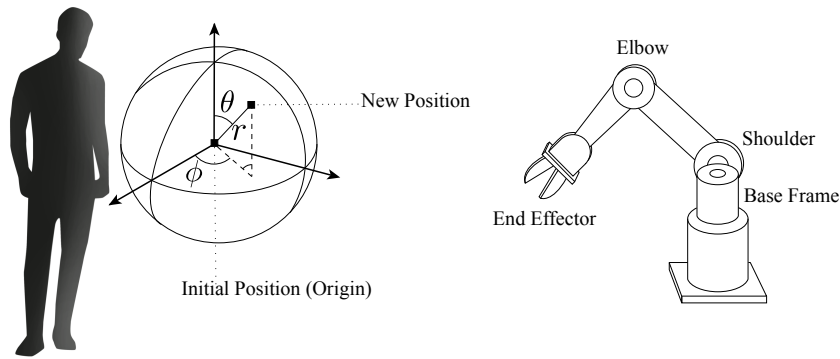 θ
New Position
r
ϕ
Initial Position (Origin)
Elbow
Shoulder
Base Frame
End Effector